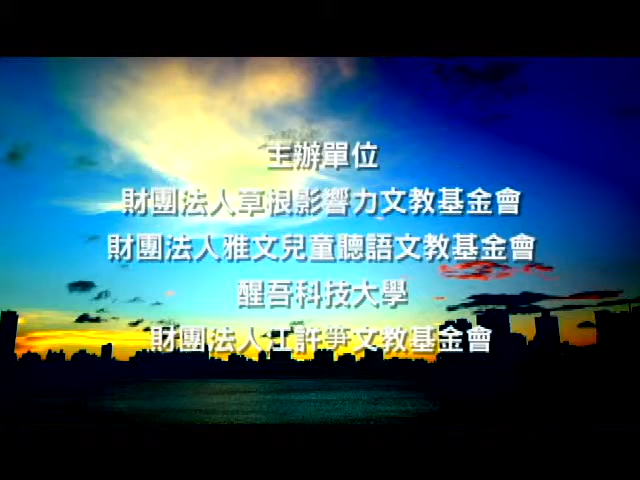 主辦單位
財團法人草根影響力文教基金會
財團法人雅文兒童聽語文教基金會
醒吾科技大學
財團法人江許笋文教基金會